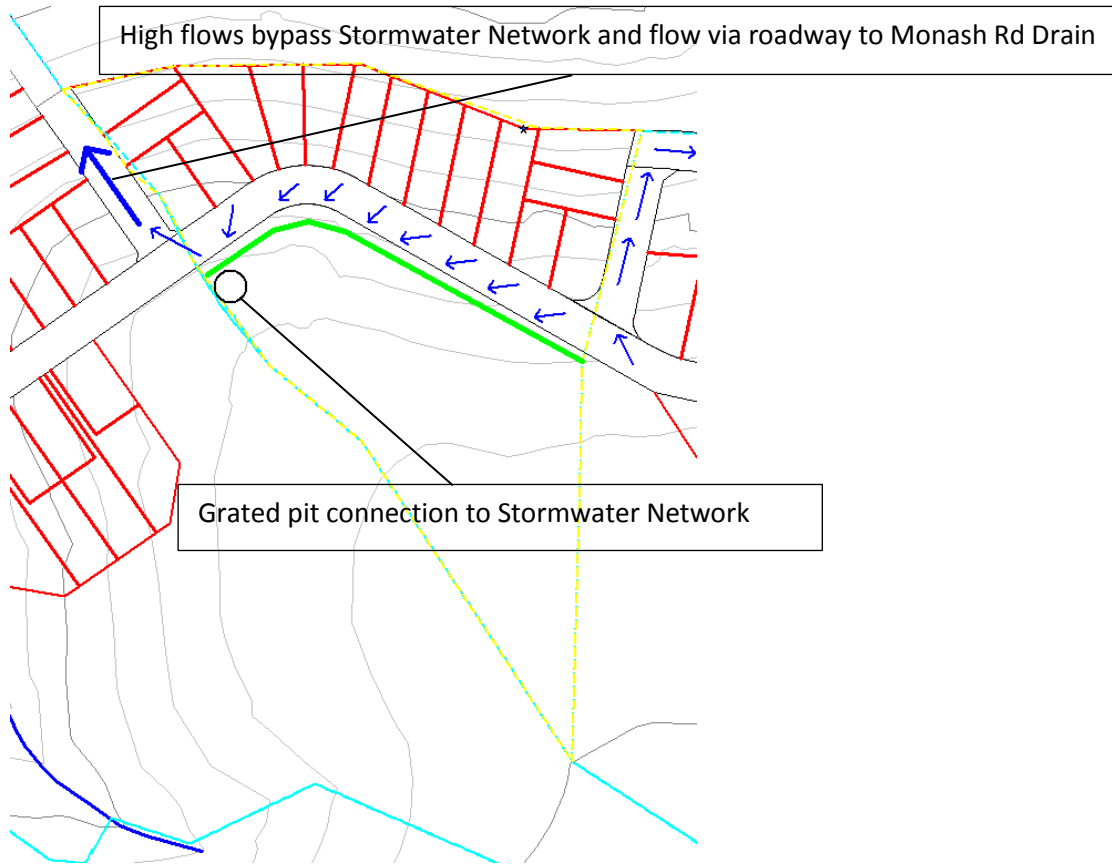 High flows bypass Stormwater Network and flow via roadway to Monash Rd Drain
Grated pit connection to Stormwater Network